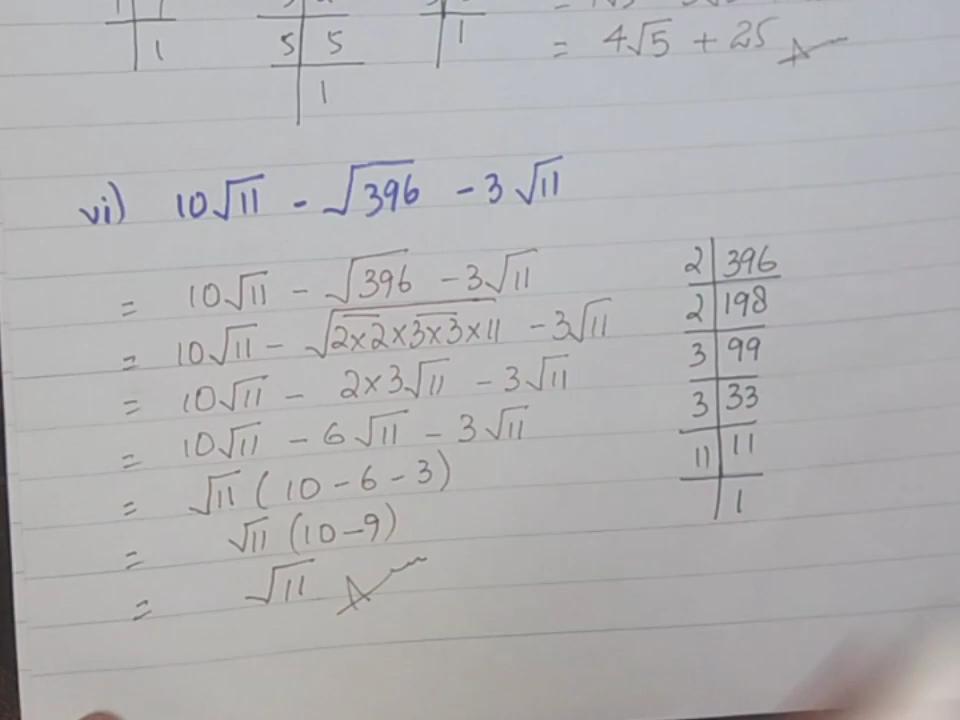 1
5 5
1
1
= 4√5 + 25
vi) 10√11 - √396 - 3√11
= 10√11 - √396 - 3√11
= 10√11 - √2×2×3×3×11 - 3√11
= 10√11 - 2×3√11 - 3√11
= 10√11 - 6√11 - 3√11
= √11 (10-6-3)
= √11 (10-9)
= √11
2 396
2 198
3 99
3 33
11 11
1